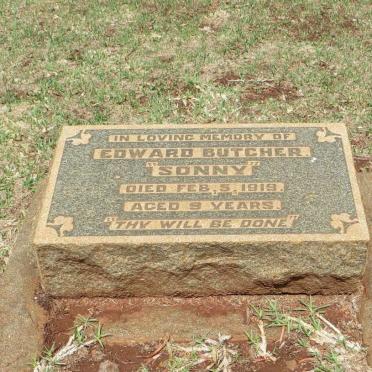 IN LOVING MEMORY OF
EDWARD BUTCHER.
"SONNY"
DIED FEB. 5. 1919.
AGED 9 YEARS.
"THY WILL BE DONE"